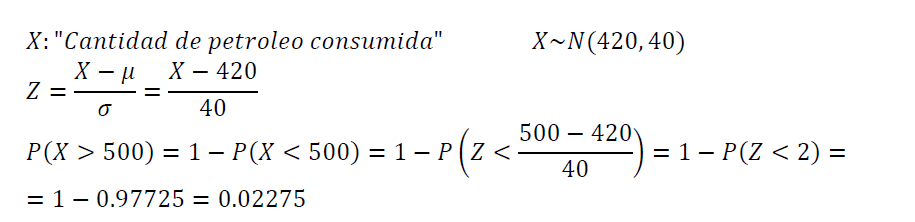 X: "Cantidad de petroleo consumida" X~N(420, 40)
Z = (X − μ)/σ = (X − 420)/40
P(X > 500) = 1 − P(X < 500) = 1 − P(Z < (500 − 420)/40) = 1 − P(Z < 2) =
= 1 − 0.97725 = 0.02275